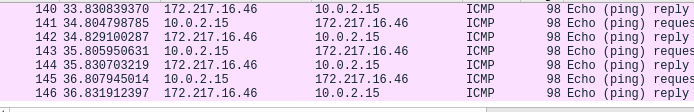 140 33.830839370 172.217.16.46 10.0.2.15 ICMP 98 Echo (ping) reply
141 34.804798785 10.0.2.15 172.217.16.46 ICMP 98 Echo (ping) reques
142 34.829100287 172.217.16.46 10.0.2.15 ICMP 98 Echo (ping) reply
143 35.805950631 10.0.2.15 172.217.16.46 ICMP 98 Echo (ping) reques
144 35.830703219 172.217.16.46 10.0.2.15 ICMP 98 Echo (ping) reply
145 36.807945014 10.0.2.15 172.217.16.46 ICMP 98 Echo (ping) reques
146 36.831912397 172.217.16.46 10.0.2.15 ICMP 98 Echo (ping) reply